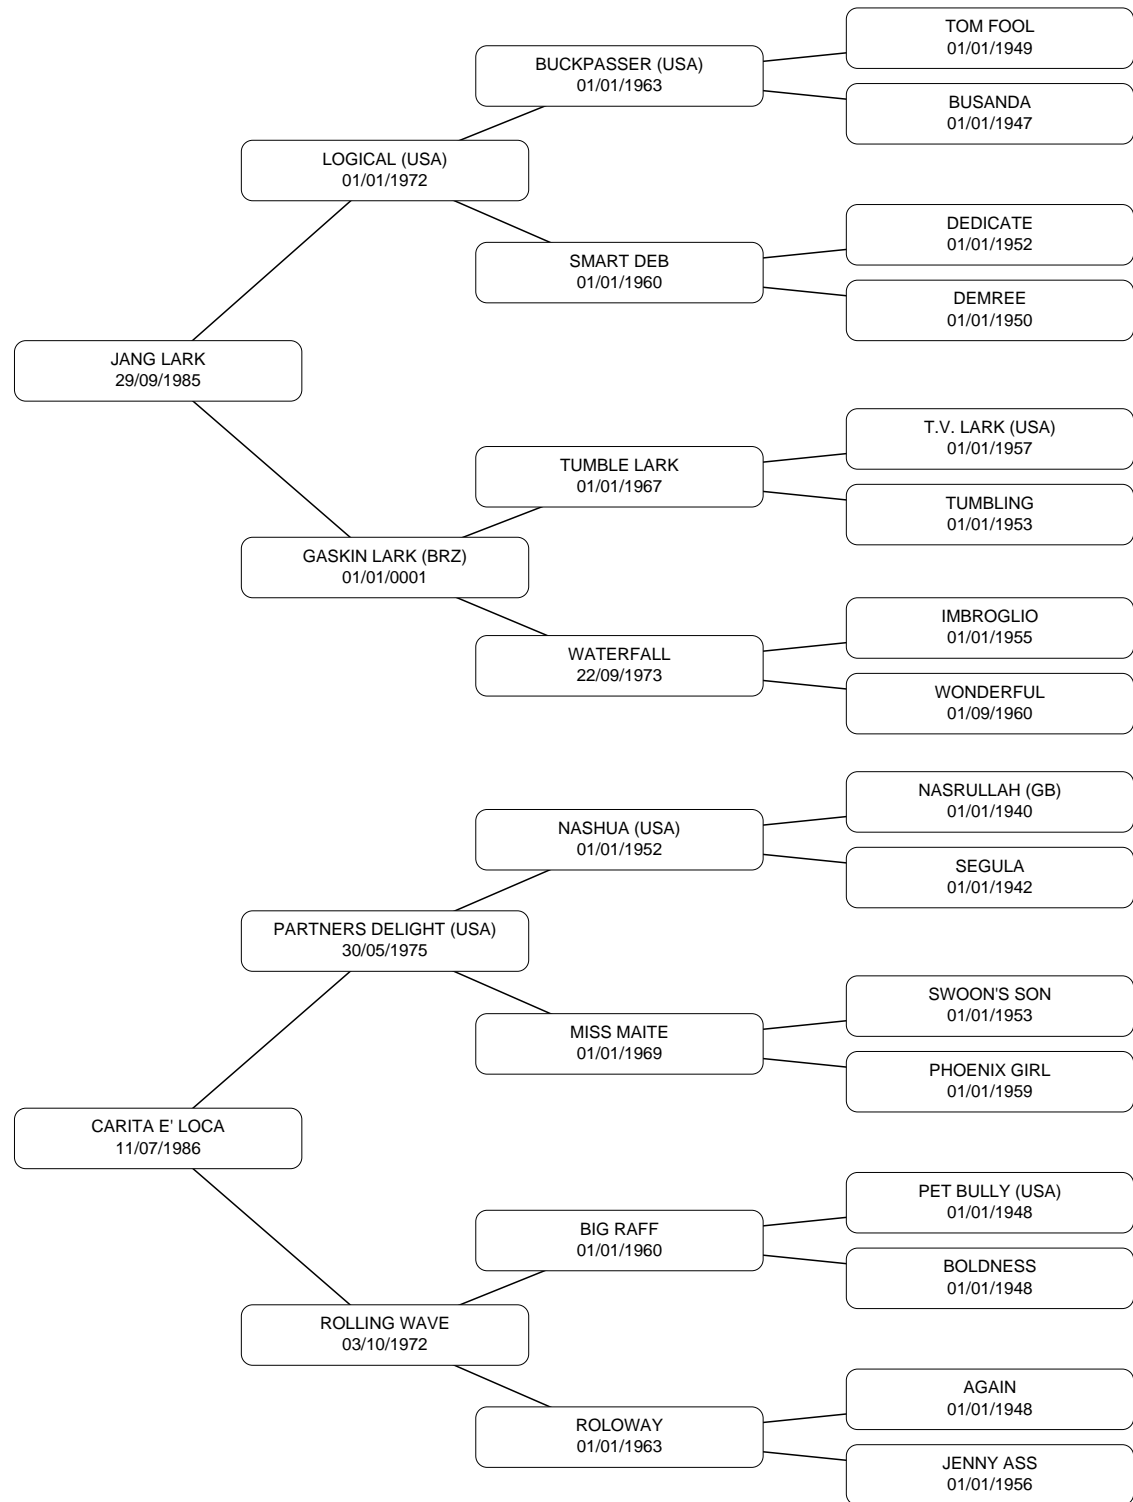 TOM FOOL
01/01/1949
BUCKPASSER (USA)
01/01/1963
BUSANDA
01/01/1947
LOGICAL (USA)
01/01/1972
DEDICATE
01/01/1952
SMART DEB
01/01/1960
DEMREE
01/01/1950
JANG LARK
29/09/1985
T.V. LARK (USA)
01/01/1957
TUMBLE LARK
01/01/1967
TUMBLING
01/01/1953
GASKIN LARK (BRZ)
01/01/0001
IMBROGLIO
01/01/1955
WATERFALL
22/09/1973
WONDERFUL
01/09/1960
NASRULLAH (GB)
01/01/1940
NASHUA (USA)
01/01/1952
SEGULA
01/01/1942
PARTNERS DELIGHT (USA)
30/05/1975
SWOON'S SON
01/01/1953
MISS MAITE
01/01/1969
PHOENIX GIRL
01/01/1959
CARITA E' LOCA
11/07/1986
PET BULLY (USA)
01/01/1948
BIG RAFF
01/01/1960
BOLDNESS
01/01/1948
ROLLING WAVE
03/10/1972
AGAIN
01/01/1948
ROLOWAY
01/01/1963
JENNY ASS
01/01/1956